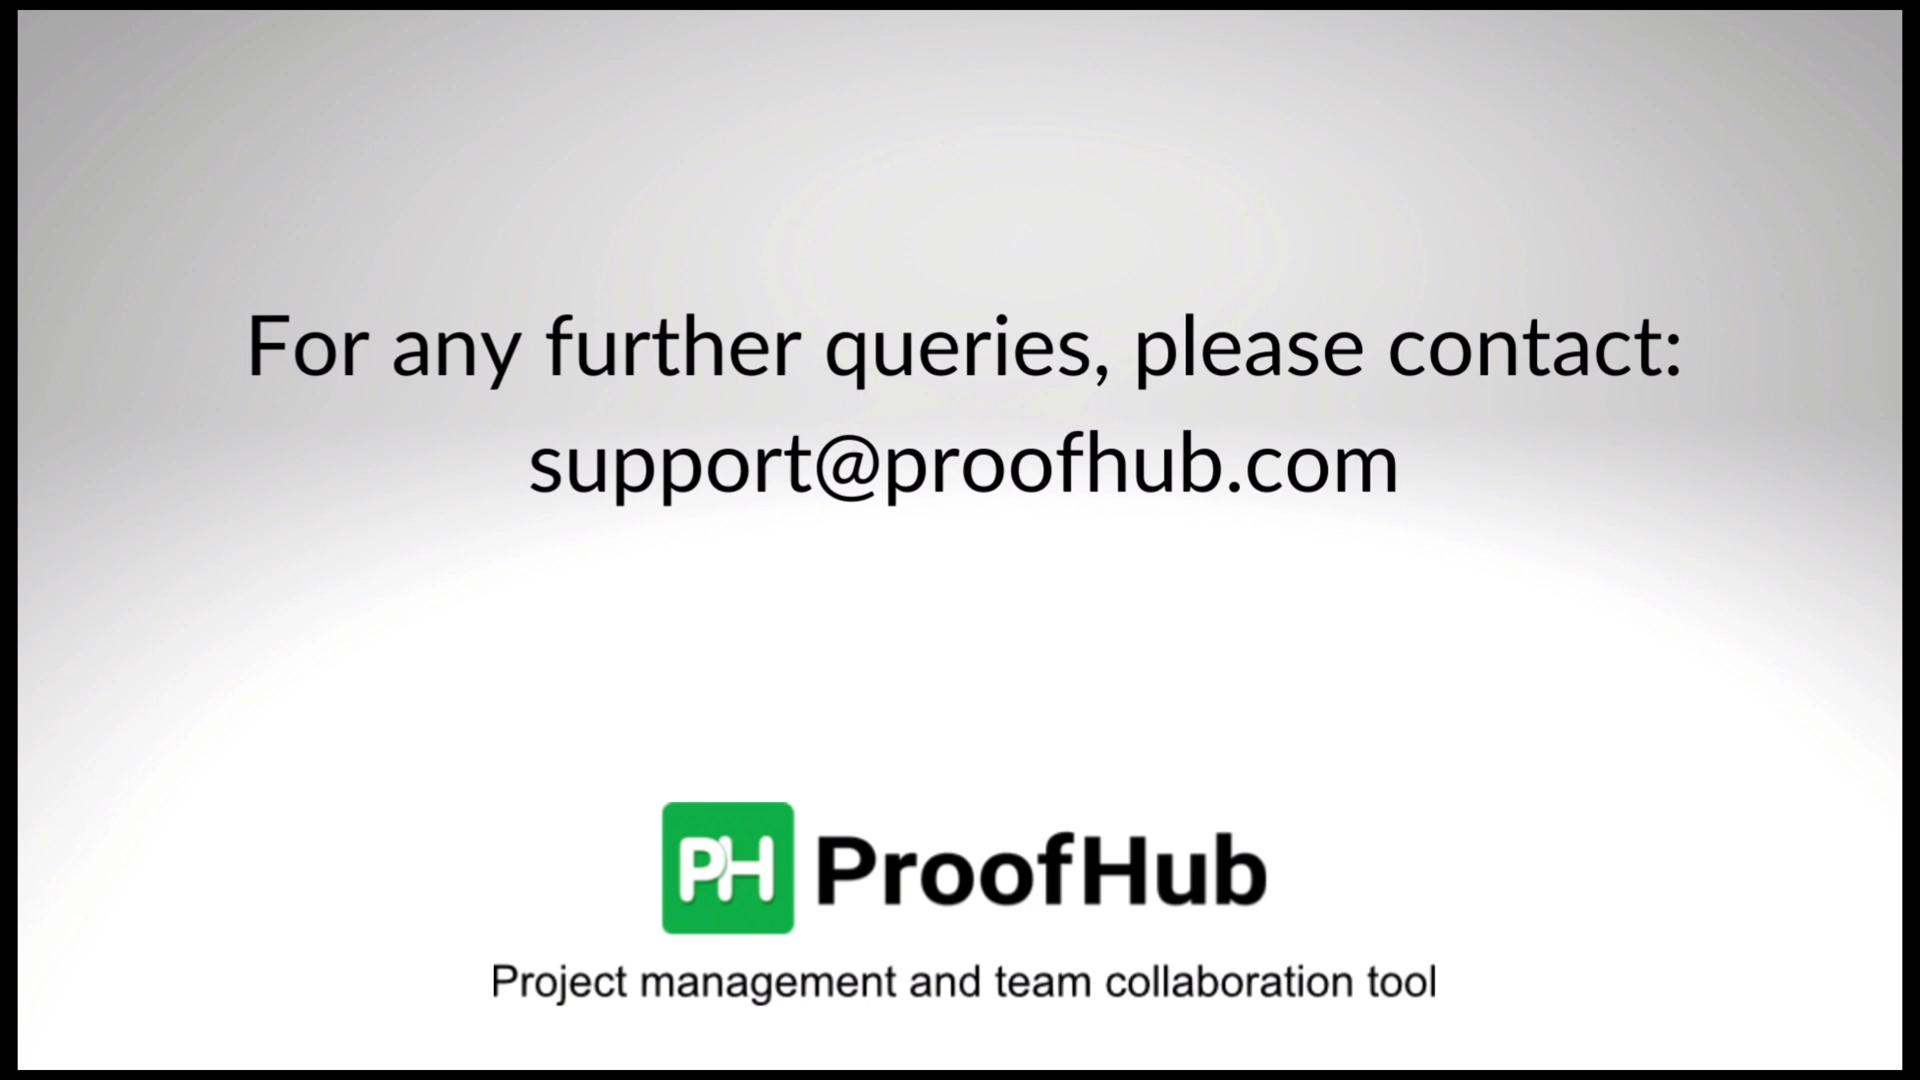 For any further queries, please contact:
support@proofhub.com
PH ProofHub
Project management and team collaboration tool